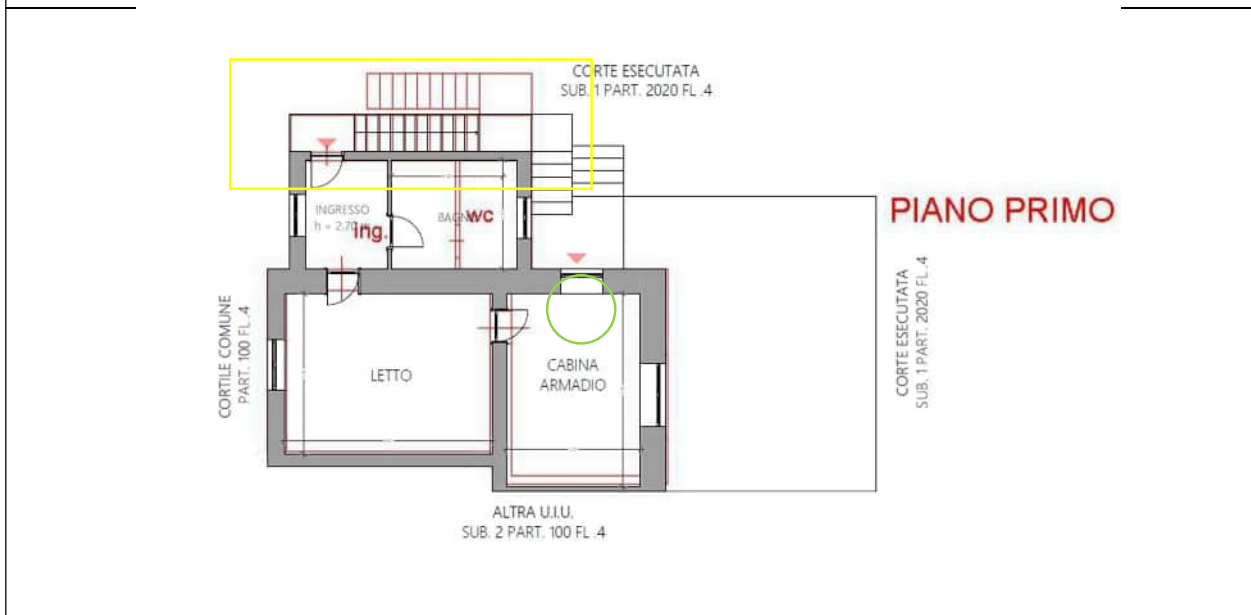 CORTE ESECUTATA
SUB. 1 PART. 2020 FL .4
PIANO PRIMO
INGRESSO
h = 2.70
ing.
BAGNO
wc
CORTILE COMUNE
PART. 100 FL .4
LETTO
CABINA
ARMADIO
CORTE ESECUTATA
SUB. 1 PART. 2020 FL .4
ALTRA U.I.U.
SUB. 2 PART. 100 FL .4